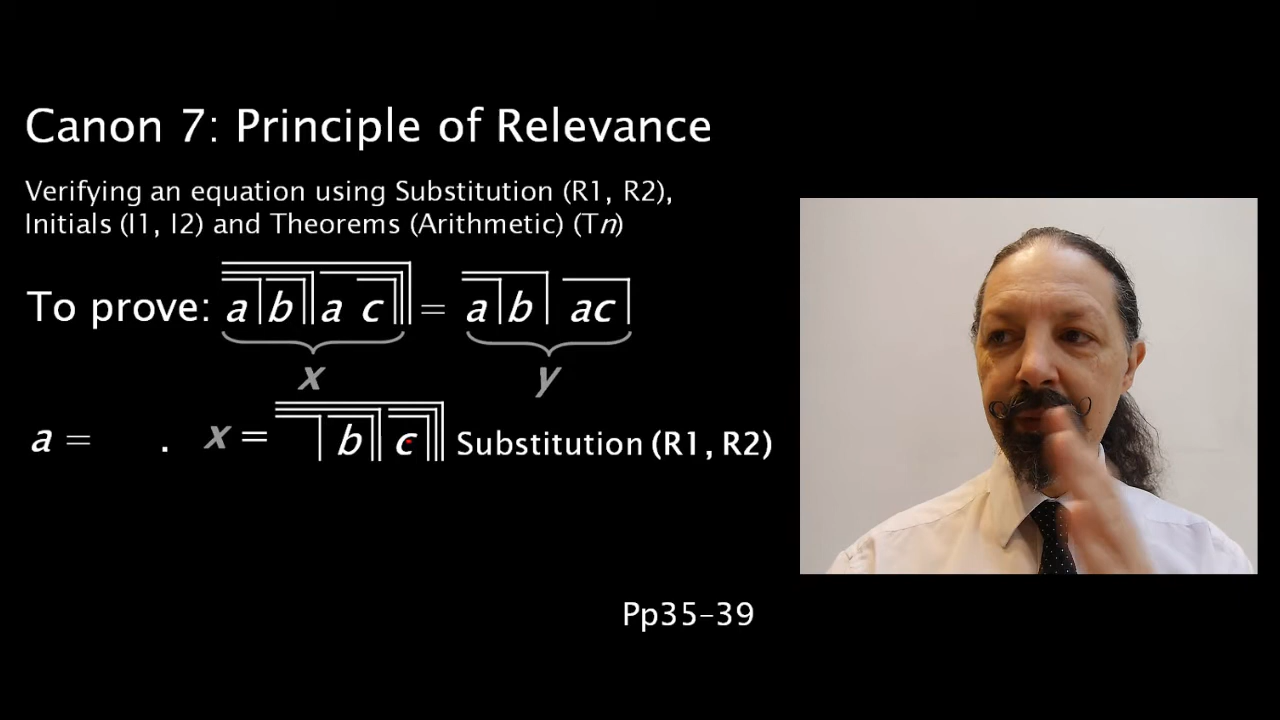 Canon 7: Principle of Relevance
Verifying an equation using Substitution (R1, R2),
Initials (I1, I2) and Theorems (Arithmetic) (Tn)
To prove: a b a c = a b ac
x y
a = . x = b c Substitution (R1, R2)
Pp35–39